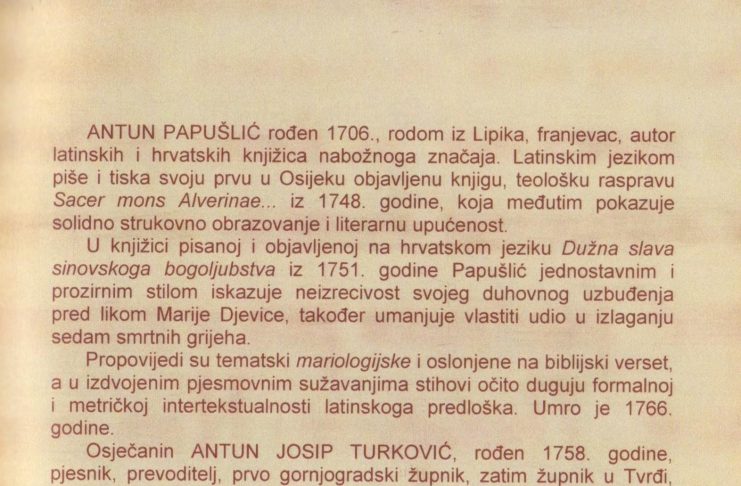 ANTUN PAPUŠLIĆ rođen 1706., rodom iz Lipika, franjevac, autor
latinskih i hrvatskih knjižica nabožnoga značaja. Latinskim jezikom
piše i tiska svoju prvu u Osijeku objavljenu knjigu, teološku raspravu
Sacer mons Alverinae... iz 1748. godine, koja međutim pokazuje
solidno strukovno obrazovanje i literarnu upućenost.
U knjižici pisanoj i objavljenoj na hrvatskom jeziku Dužna slava
sinovskoga bogoljubstva iz 1751. godine Papušlić jednostavnim i
prozirnim stilom iskazuje neizrecivost svojeg duhovnog uzbuđenja
pred likom Marije Djevice, također umanjuje vlastiti udio u izlaganju
sedam smrtnih grijeha.
Propovijedi su tematski mariologijske i oslonjene na biblijski verset,
a u izdvojenim pjesmovnim sužavanjima stihovi očito duguju formalnoj
i metričkoj intertekstualnosti latinskoga predloška. Umro je 1766.
godine.
Osječanin ANTUN JOSIP TURKOVIĆ, rođen 1758. godine,
pjesnik, prevoditelj, prvo gornjogradski župnik, zatim župnik u Tvrđi,